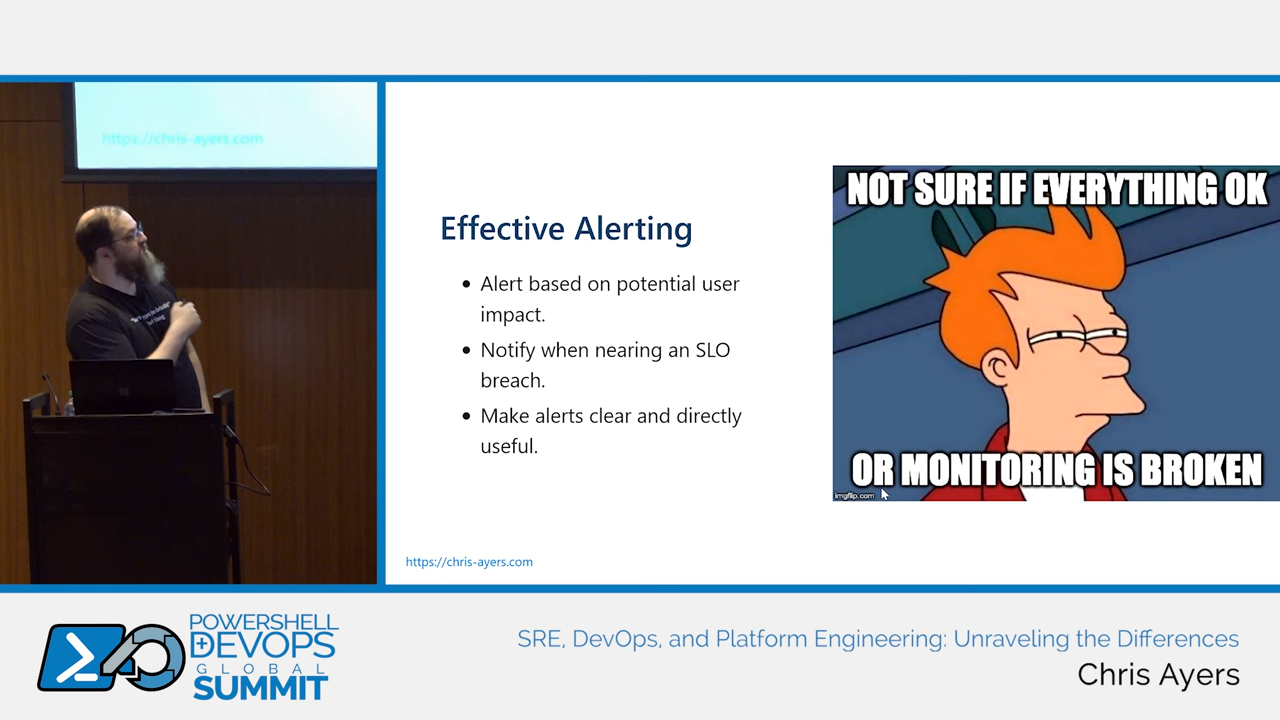 https://chris-ayers.com
Effective Alerting
• Alert based on potential user
impact.
• Notify when nearing an SLO
breach.
• Make alerts clear and directly
useful.
https://chris-ayers.com
NOT SURE IF EVERYTHING OK
OR MONITORING IS BROKEN
imgflip.com
POWERSHELL
DEVOPS
GLOBAL
SUMMIT
SRE, DevOps, and Platform Engineering: Unraveling the Differences
Chris Ayers